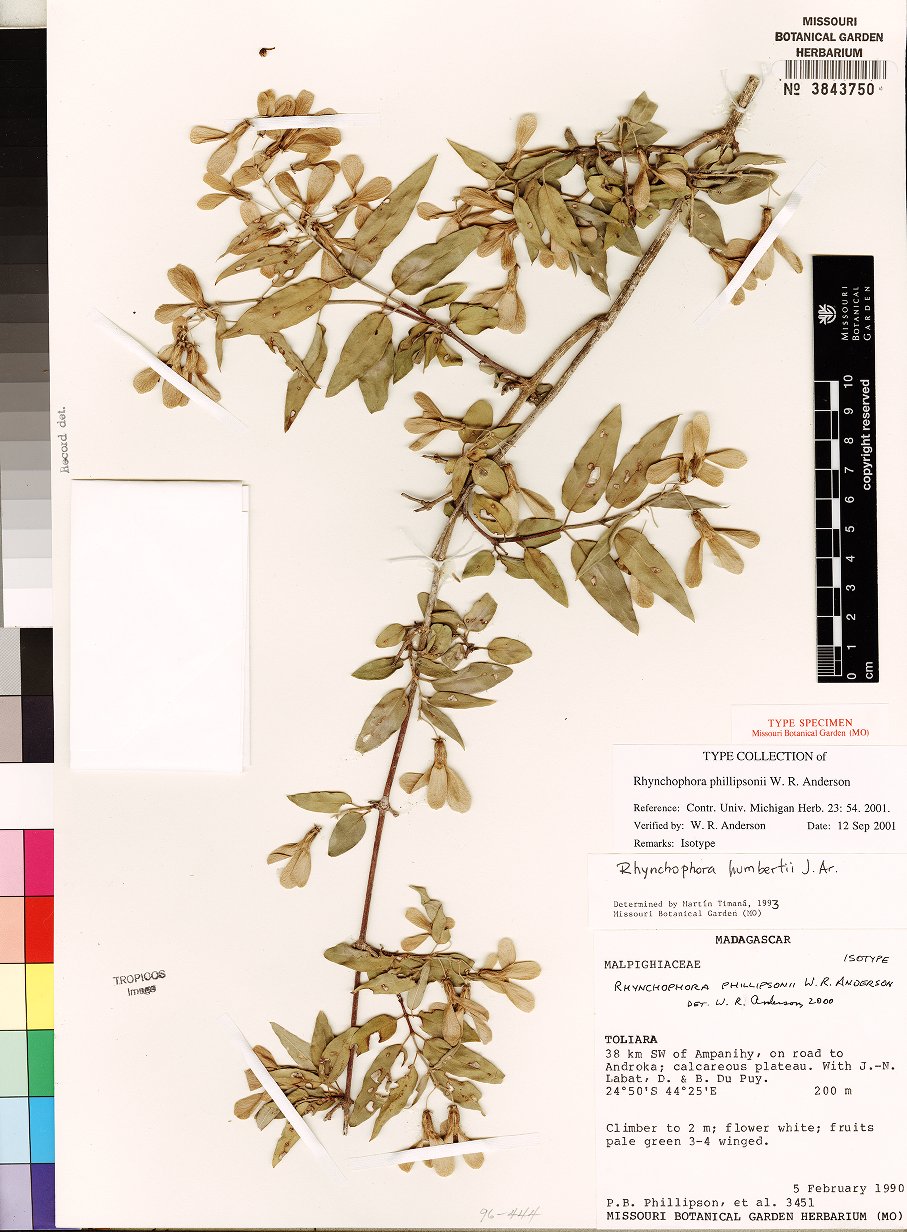 MISSOURI
BOTANICAL GARDEN
HERBARIUM
№ 3843750
Record det.
MISSOURI
BOTANICAL
GARDEN
copyright reserved
10
9
8
7
6
5
4
3
2
1
0
cm
TYPE SPECIMEN
Missouri Botanical Garden (MO)
TYPE COLLECTION of
Rhynchophora phillipsonii W. R. Anderson
Reference: Contr. Univ. Michigan Herb. 23: 54. 2001.
Verified by: W. R. Anderson Date: 12 Sep 2001
Remarks: Isotype
Rhynchophora humbertii J. Ar.
Determined by Martín Timaná, 1993
Missouri Botanical Garden (MO)
MADAGASCAR
ISOTYPE
MALPIGHIACEAE
RHYNCHOPHORA PHILLIPSONII W. R. ANDERSON
DET. W. R. Anderson, 2000
TOLIARA
38 km SW of Ampanihy, on road to
Androka; calcareous plateau. With J.-N.
Labat, D. & B. Du Puy.
24°50'S 44°25'E 200 m
Climber to 2 m; flower white; fruits
pale green 3-4 winged.
5 February 1990
P.B. Phillipson, et al. 3451
MISSOURI BOTANICAL GARDEN HERBARIUM (MO)
TROPICOS
Image
96-444